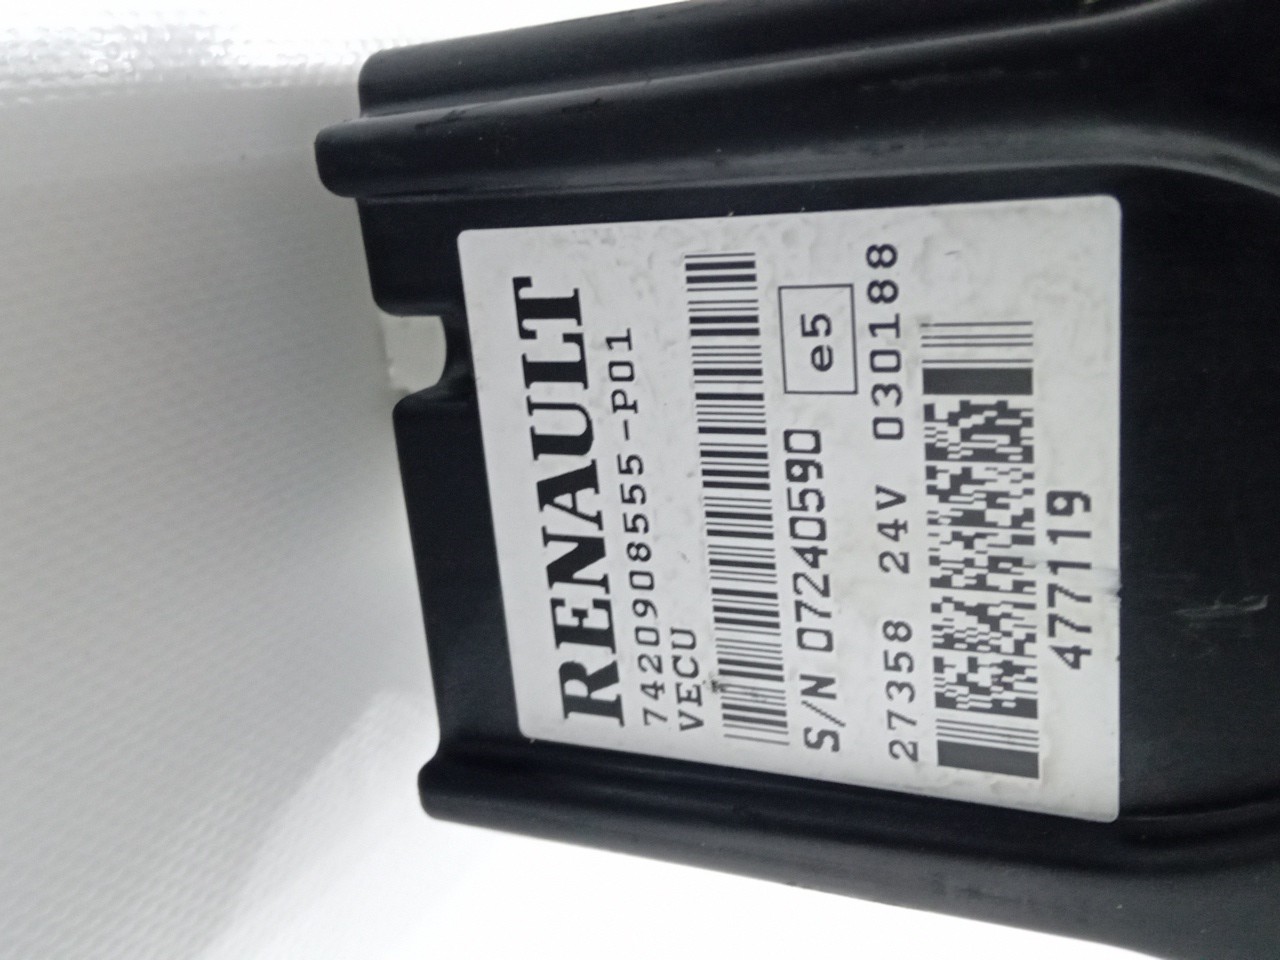 RENAULT
7420908555-P01
VECU
S/N 07240590
e5
27358 24V 030188
477119